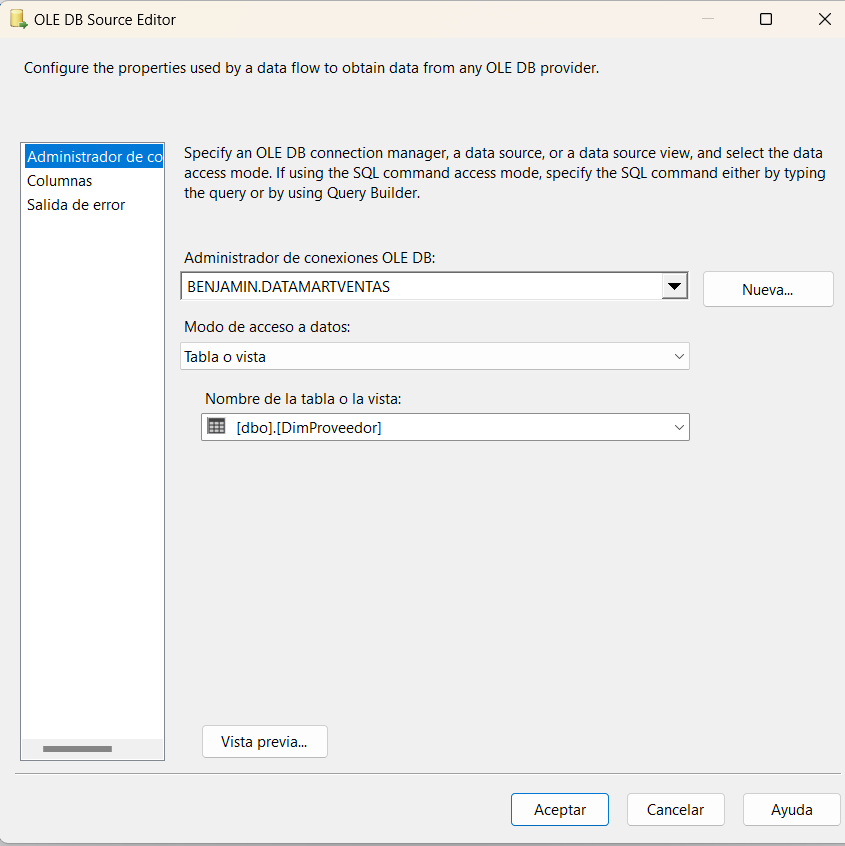 OLE DB Source Editor
Configure the properties used by a data flow to obtain data from any OLE DB provider.
Administrador de co
Columnas
Salida de error
Specify an OLE DB connection manager, a data source, or a data source view, and select the data
access mode. If using the SQL command access mode, specify the SQL command either by typing
the query or by using Query Builder.
Administrador de conexiones OLE DB:
BENJAMIN.DATAMARTVENTAS
Nueva...
Modo de acceso a datos:
Tabla o vista
Nombre de la tabla o la vista:
[dbo].[DimProveedor]
Vista previa...
Aceptar
Cancelar
Ayuda